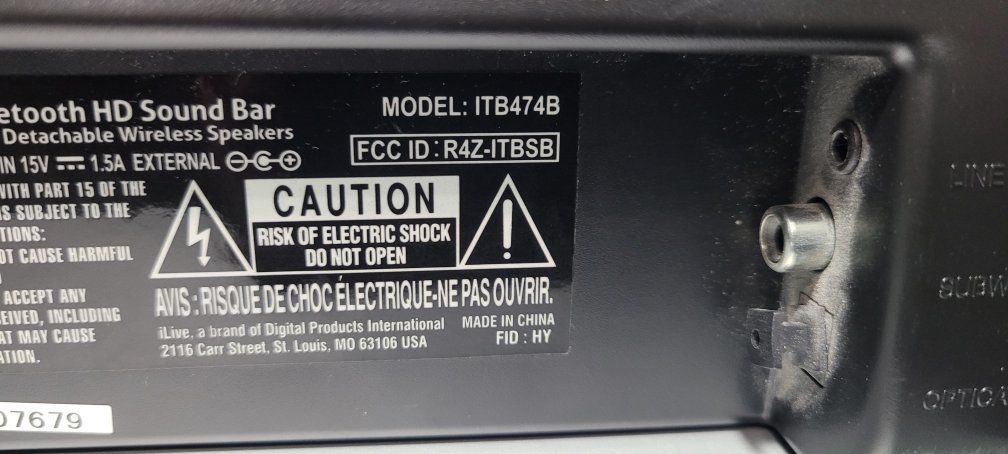 etooth HD Sound Bar
Detachable Wireless Speakers
IN 15V 1.5A EXTERNAL
WITH PART 15 OF THE
IS SUBJECT TO THE
TIONS:
OT CAUSE HARMFUL
ACCEPT ANY
EIVED, INCLUDING
AT MAY CAUSE
ATION.
MODEL: ITB474B
FCC ID: R4Z-ITBSB
CAUTION
RISK OF ELECTRIC SHOCK
DO NOT OPEN
AVIS : RISQUE DE CHOC ÉLECTRIQUE-NE PAS OUVRIR.
iLive, a brand of Digital Products International
2116 Carr Street, St. Louis, MO 63106 USA
MADE IN CHINA
FID : HY
07679
LINE
SUBW
OPTICA